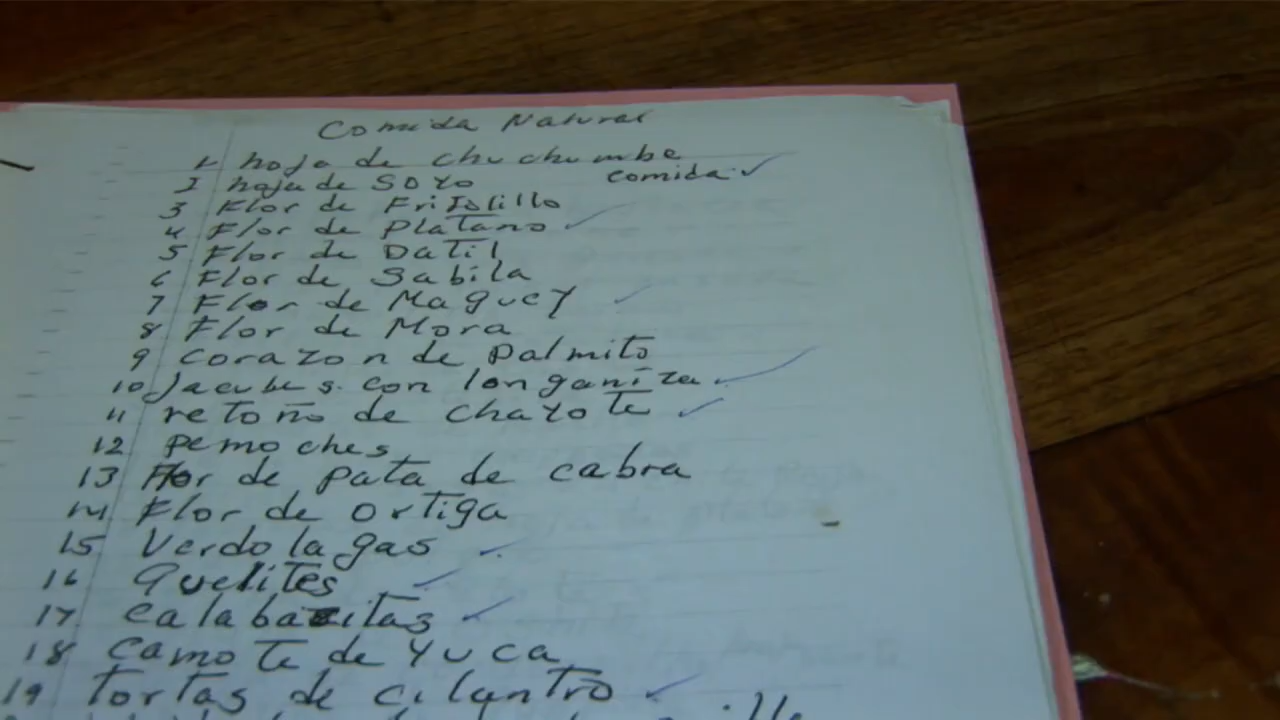 Comida Natural
1 hoja de chuchumbe
2 hoja de SOYO comida
3 Flor de FriJolillo
4 Flor de Platano
5 Flor de Datil
6 Flor de Sabila
7 Flor de Maguey
8 Flor de Mora
9 corazon de palmito
10 Jacubes. con longaniza
11 retoño de chayote
12 pemoches
13 Flor de pata de cabra
14 Flor de ortiga
15 Verdolagas
16 quelites
17 calabacitas
18 camote de yuca
19 tortas de cilantro